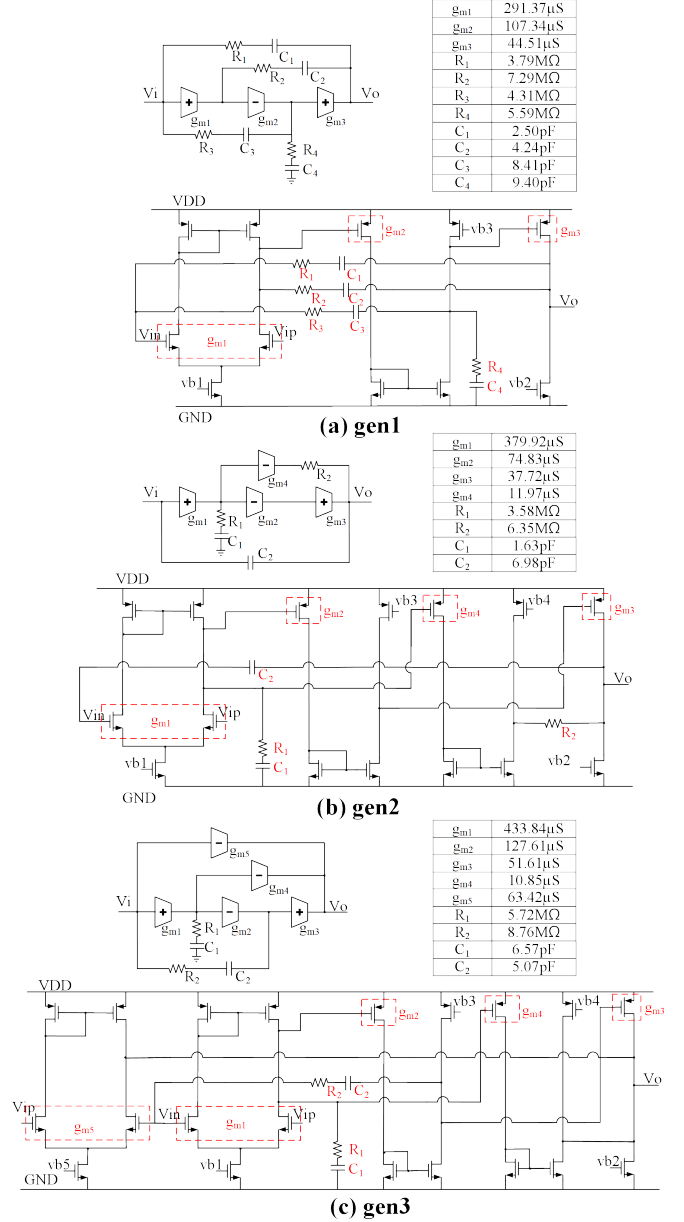 gm1 291.37µS
gm2 107.34µS
gm3 44.51µS
R1 3.79MΩ
R2 7.29MΩ
R3 4.31MΩ
R4 5.59MΩ
C1 2.50pF
C2 4.24pF
C3 8.41pF
C4 9.40pF
R1 C1
R2 C2
Vi + - + Vo
gm1 gm2 gm3
R3 C3 R4
C4
VDD
gm2 vb3 gm3
R1 C1
R2 C2 Vo
R3 C3
Vin gm1 Vip
R4
vb1 C4 vb2
GND
(a) gen1
gm1 379.92µS
gm2 74.83µS
gm3 37.72µS
gm4 11.97µS
R1 3.58MΩ
R2 6.35MΩ
C1 1.63pF
C2 6.98pF
- gm4 R2
Vi + - + Vo
gm1 R1 gm2 gm3
C1
C2
VDD
gm2 vb3 gm4 vb4 gm3
C2
Vo
Vin gm1 Vip
R1 R2
vb1 C1 vb2
GND
(b) gen2
gm1 433.84µS
gm2 127.61µS
gm3 51.61µS
gm4 10.85µS
gm5 63.42µS
R1 5.72MΩ
R2 8.76MΩ
C1 6.57pF
C2 5.07pF
- gm5
- gm4
Vi + - + Vo
gm1 R1 gm2 gm3
C1
R2 C2
VDD
gm2 vb3 gm4 vb4 gm3
Vo
R2 C2
Vip gm5 Vin gm1 Vip
R1
vb5 vb1 C1 vb2
GND
(c) gen3